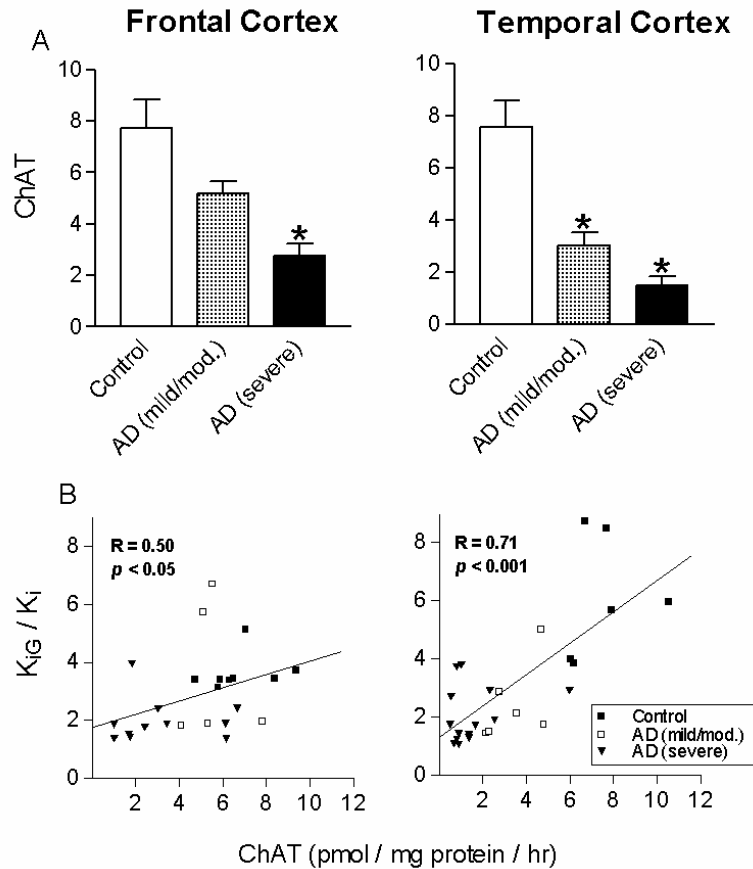 Frontal Cortex
Temporal Cortex
A
10
8
6
4
2
0
ChAT
*
Control
AD (mild/mod.)
AD (severe)
10
8
6
4
2
0
*
*
Control
AD (mild/mod.)
AD (severe)
B
KiG / Ki
8
6
4
2
0
R = 0.50
p < 0.05
0 2 4 6 8 10 12
8
6
4
2
0
R = 0.71
p < 0.001
Control
AD (mild/mod.)
AD (severe)
2 4 6 8 10 12
ChAT (pmol / mg protein / hr)